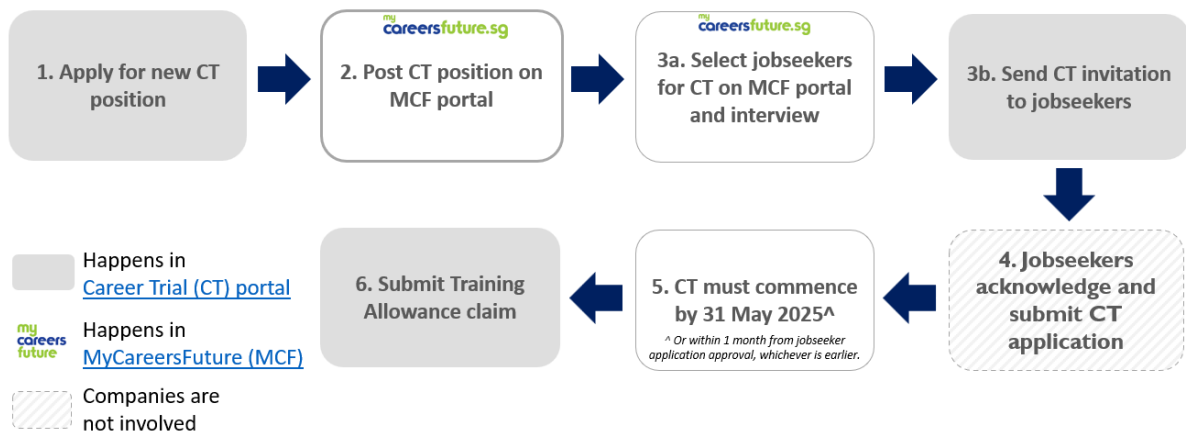 my
careersfuture.sg
my
careersfuture.sg
1. Apply for new CT
position
2. Post CT position on
MCF portal
3a. Select jobseekers
for CT on MCF portal
and interview
3b. Send CT invitation
to jobseekers
4. Jobseekers
acknowledge and
submit CT
application
5. CT must commence
by 31 May 2025^
^ Or within 1 month from jobseeker
application approval, whichever is earlier.
6. Submit Training
Allowance claim
Happens in
Career Trial (CT) portal
my
careers
future
Happens in
MyCareersFuture (MCF)
Companies are
not involved